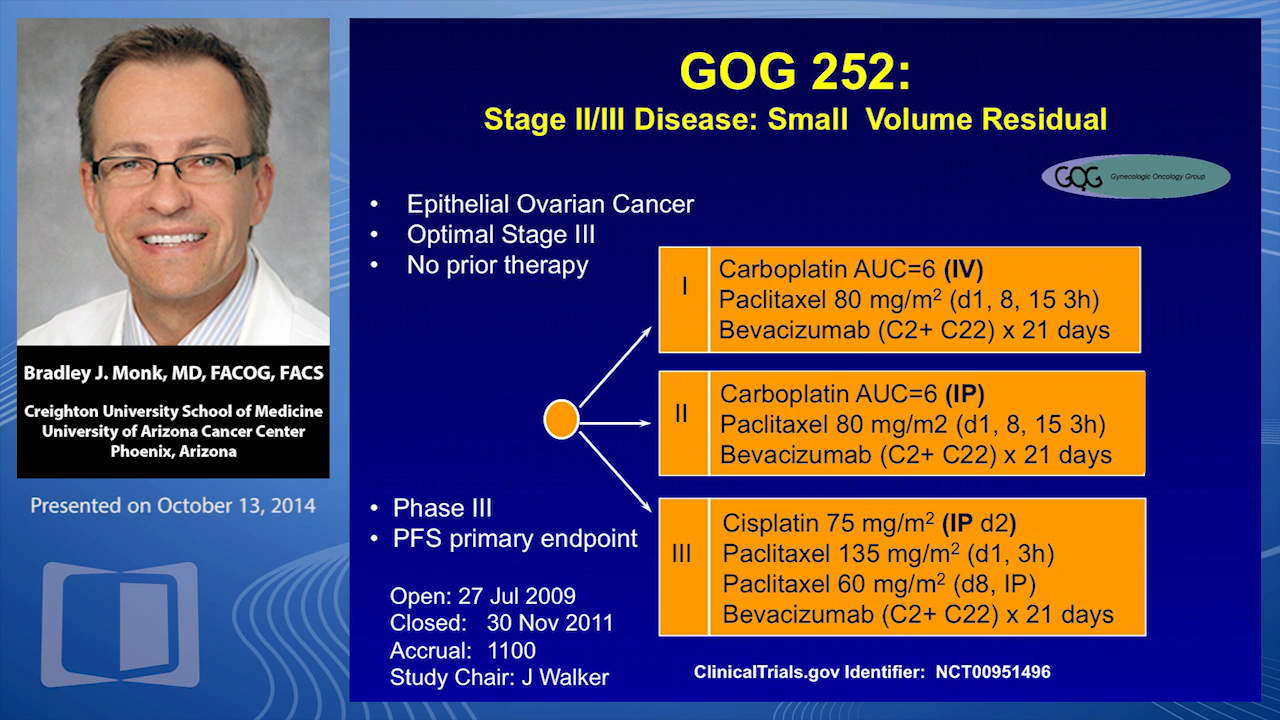 GOG 252:
Stage II/III Disease: Small Volume Residual
GOG Gynecologic Oncology Group
• Epithelial Ovarian Cancer
• Optimal Stage III
• No prior therapy
I
Carboplatin AUC=6 (IV)
Paclitaxel 80 mg/m² (d1, 8, 15 3h)
Bevacizumab (C2+ C22) x 21 days
II
Carboplatin AUC=6 (IP)
Paclitaxel 80 mg/m2 (d1, 8, 15 3h)
Bevacizumab (C2+ C22) x 21 days
III
Cisplatin 75 mg/m² (IP d2)
Paclitaxel 135 mg/m² (d1, 3h)
Paclitaxel 60 mg/m² (d8, IP)
Bevacizumab (C2+ C22) x 21 days
• Phase III
• PFS primary endpoint
Open: 27 Jul 2009
Closed: 30 Nov 2011
Accrual: 1100
Study Chair: J Walker
ClinicalTrials.gov Identifier: NCT00951496
Bradley J. Monk, MD, FACOG, FACS
Creighton University School of Medicine
University of Arizona Cancer Center
Phoenix, Arizona
Presented on October 13, 2014